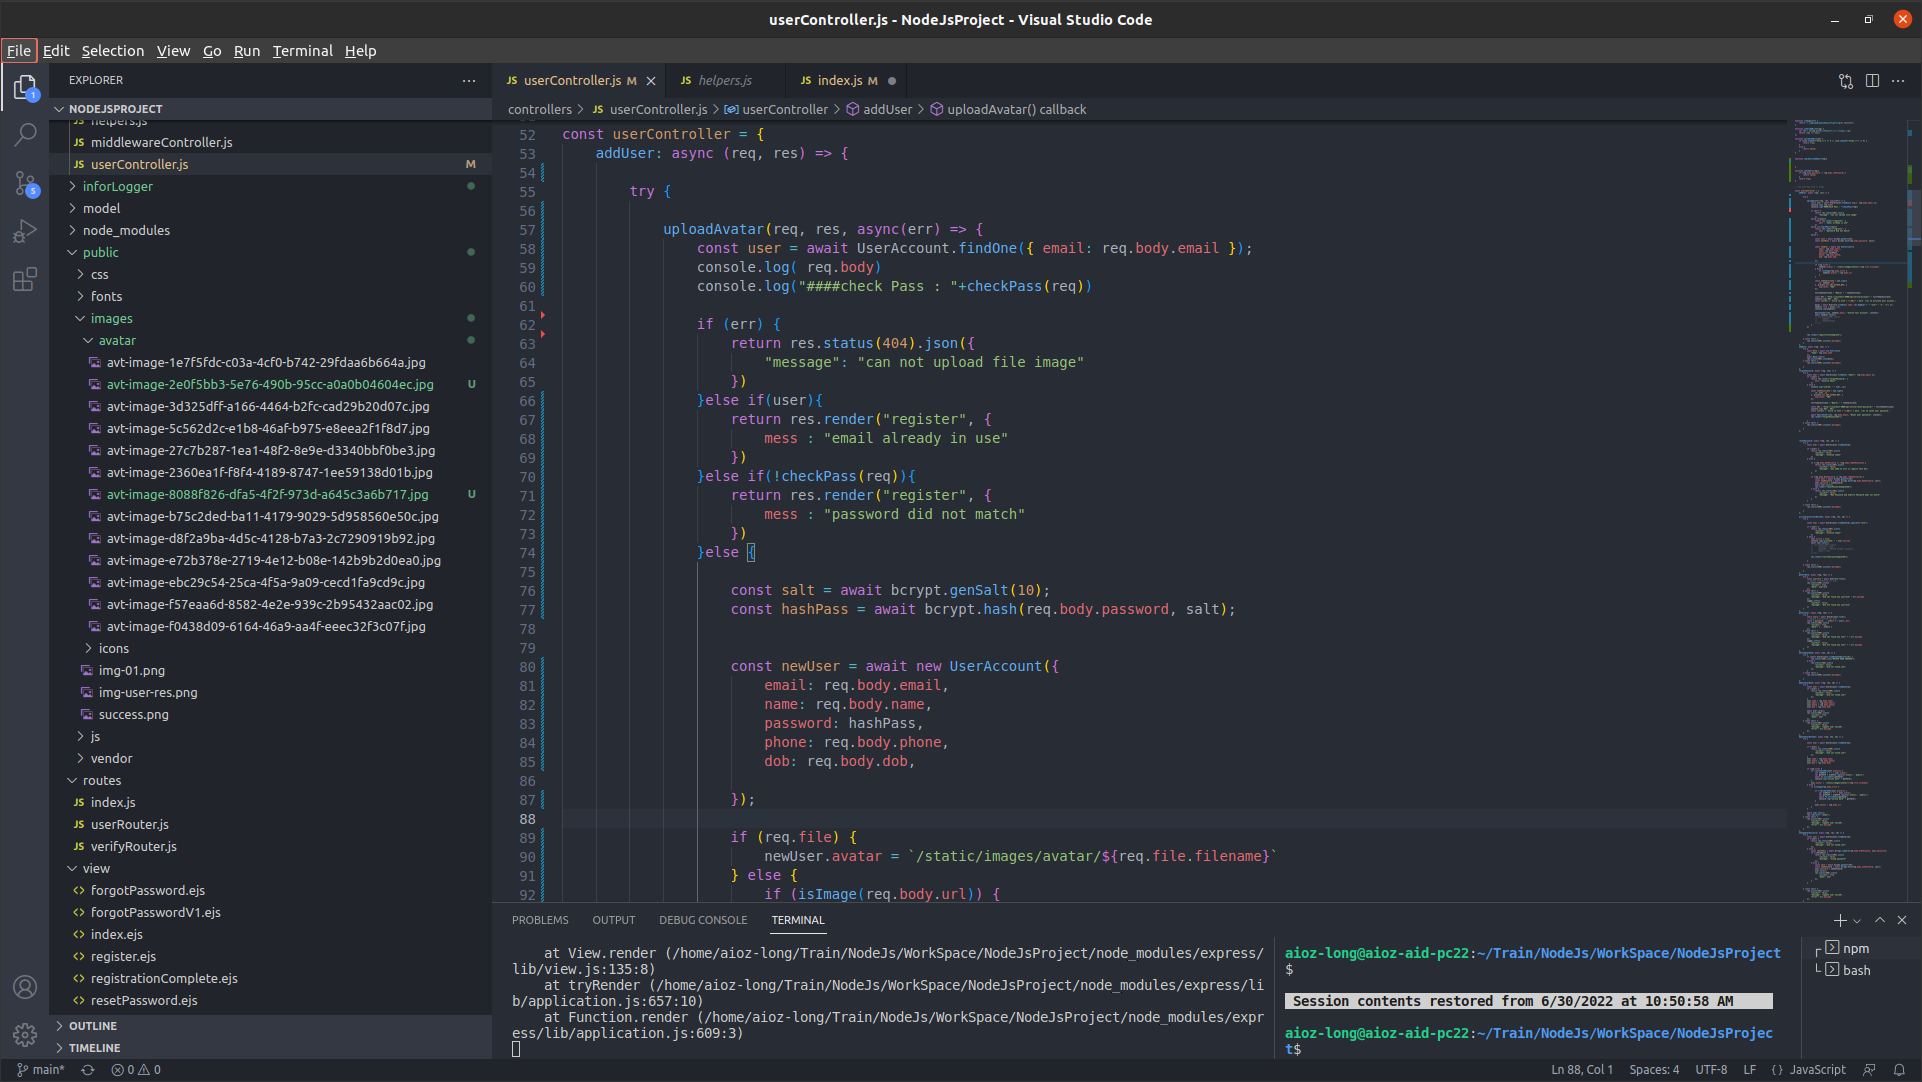 userController.js - NodeJsProject - Visual Studio Code
File Edit Selection View Go Run Terminal Help
EXPLORER
NODEJSPROJECT
JS helpers.js
JS middlewareController.js
JS userController.js M
inforLogger
model
node_modules
public
css
fonts
images
avatar
avt-image-1e7f5fdc-c03a-4cf0-b742-29fdaa6b664a.jpg
avt-image-2e0f5bb3-5e76-490b-95cc-a0a0b04604ec.jpg U
avt-image-3d325dff-a166-4464-b2fc-cad29b20d07c.jpg
avt-image-5c562d2c-e1b8-46af-b975-e8eea2f1f8d7.jpg
avt-image-27c7b287-1ea1-48f2-8e9e-d3340bbf0be3.jpg
avt-image-2360ea1f-f8f4-4189-8747-1ee59138d01b.jpg
avt-image-8088f826-dfa5-4f2f-973d-a645c3a6b717.jpg U
avt-image-b75c2ded-ba11-4179-9029-5d958560e50c.jpg
avt-image-d8f2a9ba-4d5c-4128-b7a3-2c7290919b92.jpg
avt-image-e72b378e-2719-4e12-b08e-142b9b2d0ea0.jpg
avt-image-ebc29c54-25ca-4f5a-9a09-cecd1fa9cd9c.jpg
avt-image-f57eaa6d-8582-4e2e-939c-2b95432aac02.jpg
avt-image-f0438d09-6164-46a9-aa4f-eeec32f3c07f.jpg
icons
img-01.png
img-user-res.png
success.png
js
vendor
routes
JS index.js
JS userRouter.js
JS verifyRouter.js
view
<> forgotPassword.ejs
<> forgotPasswordV1.ejs
<> index.ejs
<> register.ejs
<> registrationComplete.ejs
<> resetPassword.ejs
OUTLINE
TIMELINE
1
5
JS userController.js M JS helpers.js JS index.js M
controllers > JS userController.js > userController > addUser > uploadAvatar() callback
52 const userController = {
53 addUser: async (req, res) => {
54
55 try {
56
57 uploadAvatar(req, res, async(err) => {
58 const user = await UserAccount.findOne({ email: req.body.email });
59 console.log( req.body)
60 console.log("####check Pass : "+checkPass(req))
61
62 if (err) {
63 return res.status(404).json({
64 "message": "can not upload file image"
65 })
66 }else if(user){
67 return res.render("register", {
68 mess : "email already in use"
69 })
70 }else if(!checkPass(req)){
71 return res.render("register", {
72 mess : "password did not match"
73 })
74 }else {
75
76 const salt = await bcrypt.genSalt(10);
77 const hashPass = await bcrypt.hash(req.body.password, salt);
78
79
80 const newUser = await new UserAccount({
81 email: req.body.email,
82 name: req.body.name,
83 password: hashPass,
84 phone: req.body.phone,
85 dob: req.body.dob,
86
87 });
88
89 if (req.file) {
90 newUser.avatar = `/static/images/avatar/${req.file.filename}`
91 } else {
92 if (isImage(req.body.url)) {
PROBLEMS OUTPUT DEBUG CONSOLE TERMINAL
at View.render (/home/aioz-long/Train/NodeJs/WorkSpace/NodeJsProject/node_modules/express/
lib/view.js:135:8)
at tryRender (/home/aioz-long/Train/NodeJs/WorkSpace/NodeJsProject/node_modules/express/li
b/application.js:657:10)
at Function.render (/home/aioz-long/Train/NodeJs/WorkSpace/NodeJsProject/node_modules/expr
ess/lib/application.js:609:3)
aioz-long@aioz-aid-pc22:~/Train/NodeJs/WorkSpace/NodeJsProject
$
Session contents restored from 6/30/2022 at 10:50:58 AM
aioz-long@aioz-aid-pc22:~/Train/NodeJs/WorkSpace/NodeJsProjec
t$
npm
bash
main* 0 0 Ln 88, Col 1 Spaces: 4 UTF-8 LF {} JavaScript